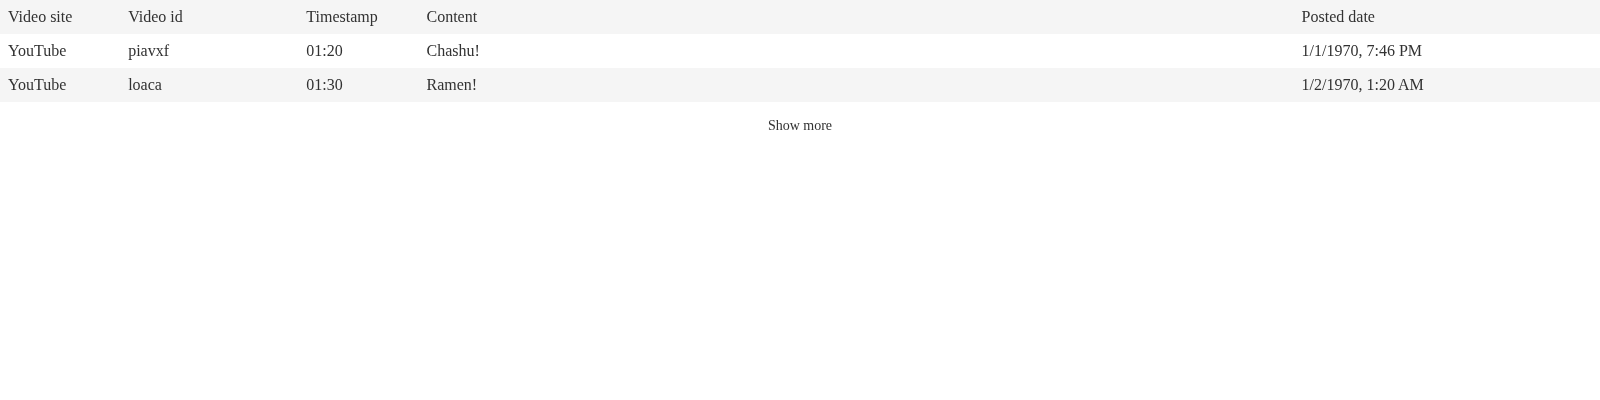 Video site Video id Timestamp Content Posted date
YouTube piavxf 01:20 Chashu! 1/1/1970, 7:46 PM
YouTube loaca 01:30 Ramen! 1/2/1970, 1:20 AM
Show more